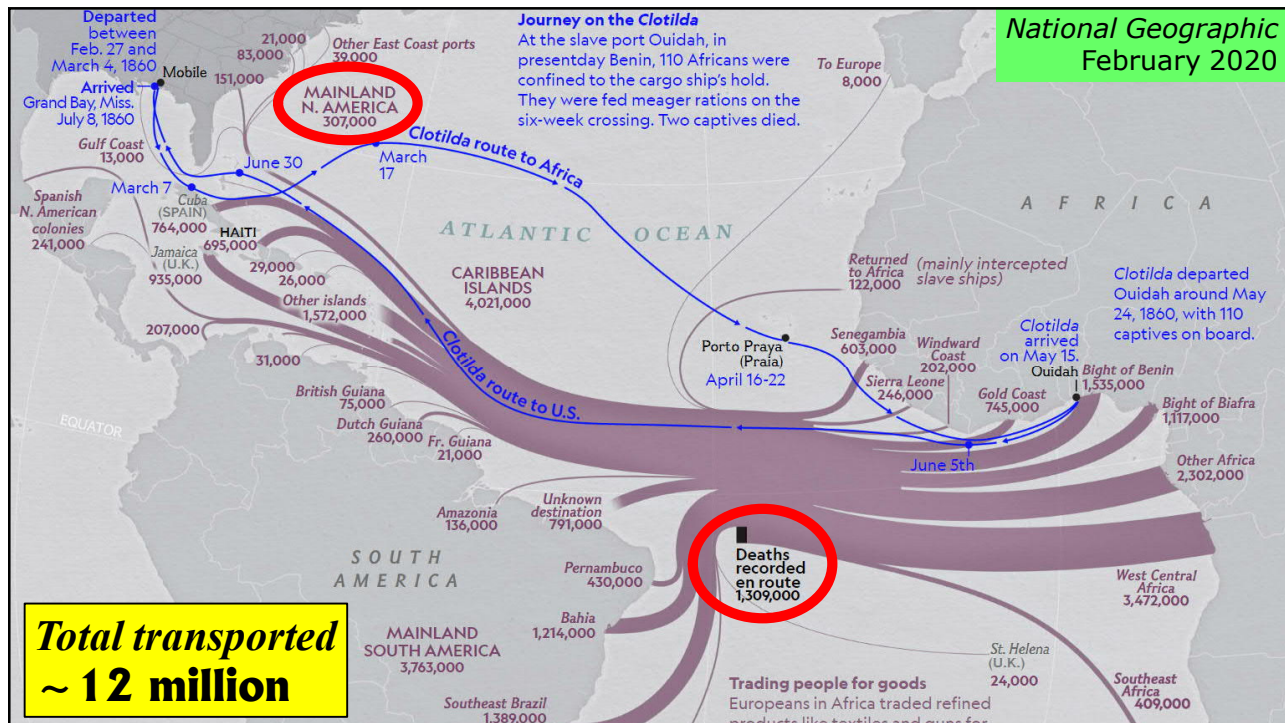 Departed
between
Feb. 27 and
March 4, 1860
Mobile
Arrived
Grand Bay, Miss.
July 8, 1860
21,000
83,000
151,000
Other East Coast ports
39,000
MAINLAND
N. AMERICA
307,000
Journey on the Clotilda
At the slave port Ouidah, in
presentday Benin, 110 Africans were
confined to the cargo ship's hold.
They were fed meager rations on the
six-week crossing. Two captives died.
National Geographic
February 2020
To Europe
8,000
Gulf Coast
13,000
June 30
March
17
Clotilda route to Africa
March 7
Cuba
(SPAIN)
764,000
Spanish
N. American
colonies
241,000
HAITI
695,000
Jamaica
(U.K.)
935,000
29,000
26,000
Other islands
1,572,000
207,000
31,000
ATLANTIC OCEAN
CARIBBEAN
ISLANDS
4,021,000
AFRICA
Returned
to Africa
122,000
(mainly intercepted
slave ships)
Clotilda departed
Ouidah around May
24, 1860, with 110
captives on board.
Clotilda
arrived
on May 15.
Ouidah
Porto Praya
(Praia)
April 16-22
Senegambia
603,000
Windward
Coast
202,000
Sierra Leone
246,000
Gold Coast
745,000
Bight of Benin
1,535,000
Bight of Biafra
1,117,000
Other Africa
2,302,000
June 5th
Clotilda route to U.S.
EQUATOR
British Guiana
75,000
Dutch Guiana
260,000
Fr. Guiana
21,000
Amazonia
136,000
Unknown
destination
791,000
SOUTH
AMERICA
Pernambuco
430,000
Bahia
1,214,000
MAINLAND
SOUTH AMERICA
3,763,000
Southeast Brazil
1,389,000
Deaths
recorded
en route
1,309,000
West Central
Africa
3,472,000
St. Helena
(U.K.)
24,000
Southeast
Africa
409,000
Trading people for goods
Europeans in Africa traded refined
products like textiles and guns for
Total transported
~ 12 million